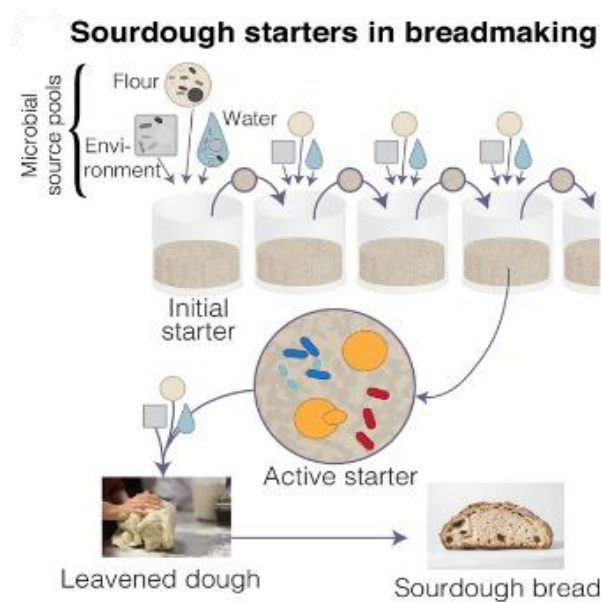 Sourdough starters in breadmaking
Microbial
source pools
Flour
Water
Envi-
ronment
Initial
starter
Active starter
Leavened dough
Sourdough bread